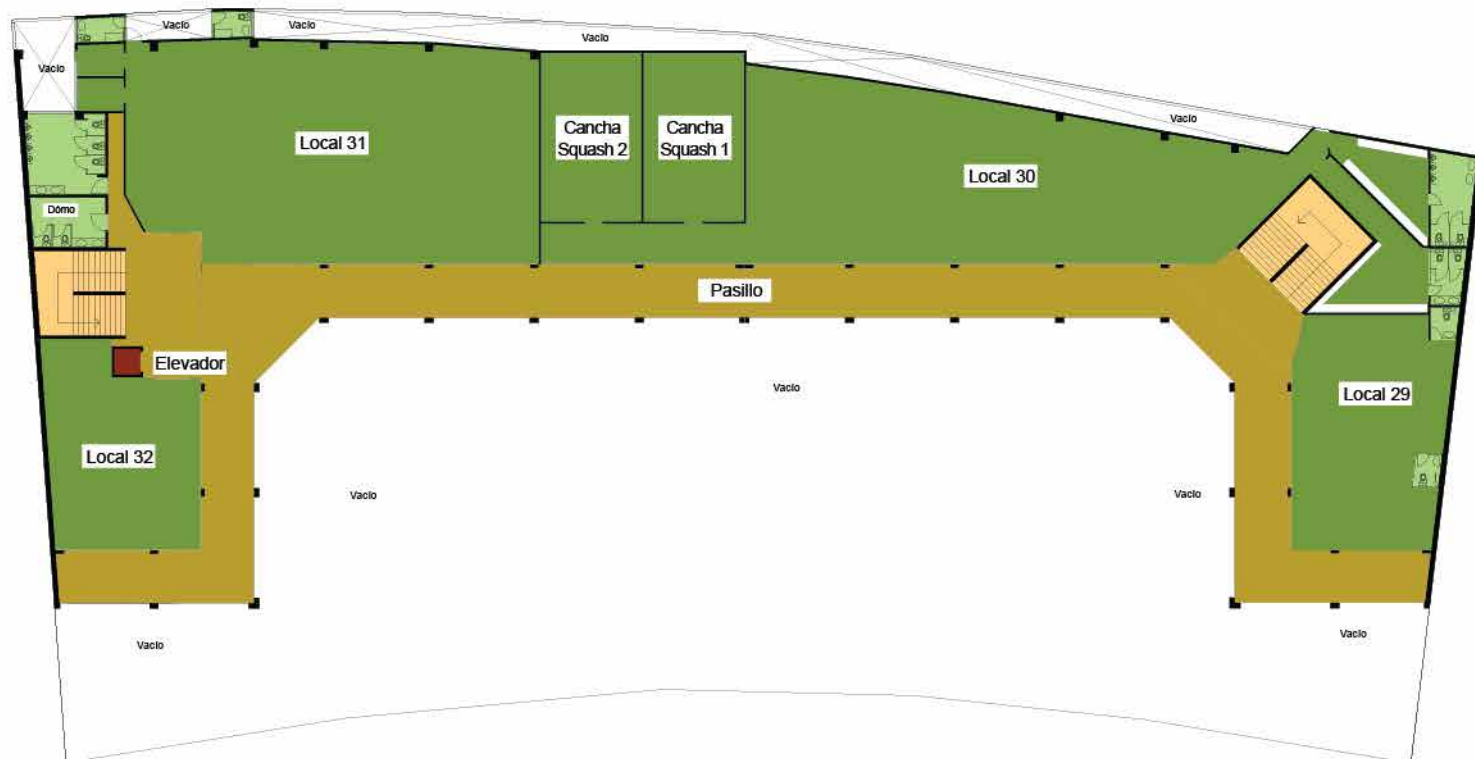 Vacio
Vacio
Vacio
Vacio
Vacio
Local 31
Cancha
Squash 2
Cancha
Squash 1
Local 30
Dómo
Pasillo
Elevador
Vacio
Local 29
Local 32
Vacio
Vacio
Vacio
Vacio